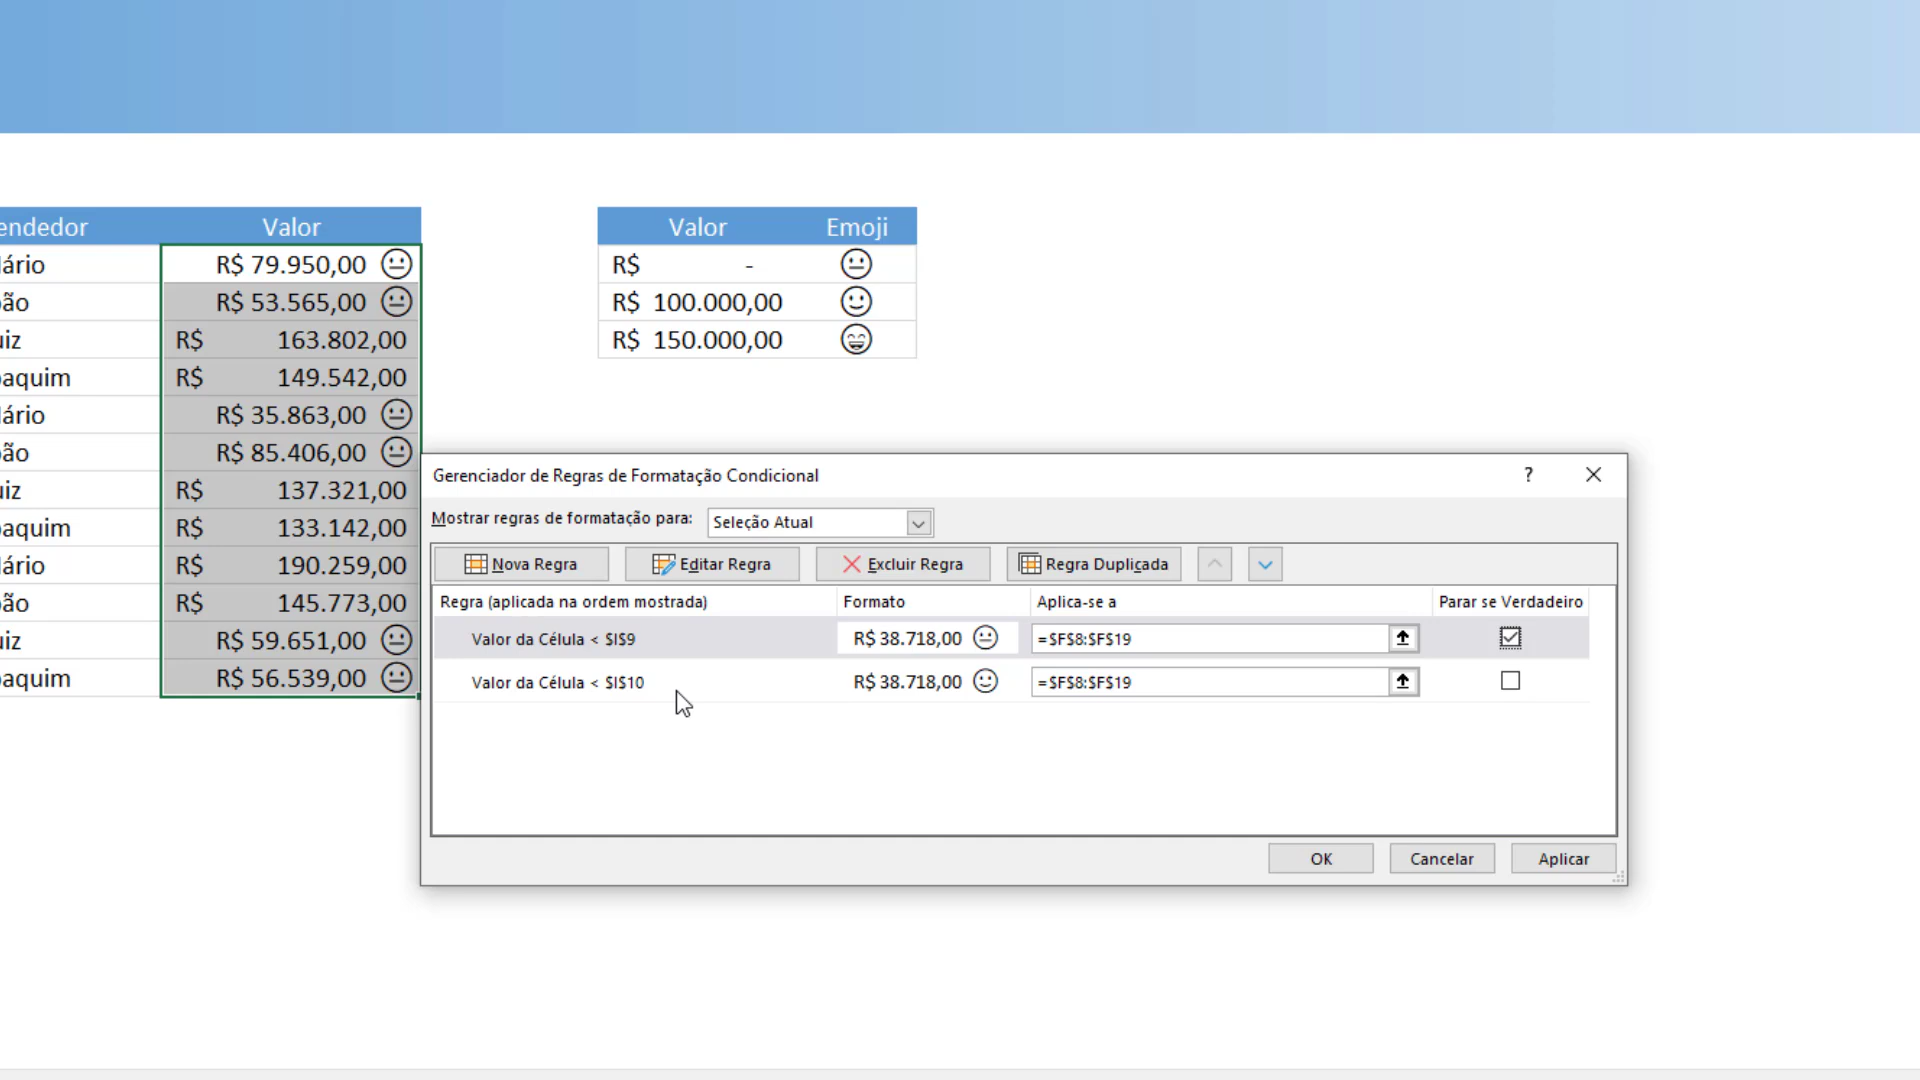 endedor Valor
ário R$ 79.950,00
ão R$ 53.565,00
iz R$ 163.802,00
aquim R$ 149.542,00
ário R$ 35.863,00
ão R$ 85.406,00
iz R$ 137.321,00
aquim R$ 133.142,00
ário R$ 190.259,00
ão R$ 145.773,00
iz R$ 59.651,00
aquim R$ 56.539,00
Valor Emoji
R$ -
R$ 100.000,00
R$ 150.000,00
Gerenciador de Regras de Formatação Condicional ?
Mostrar regras de formatação para: Seleção Atual
Nova Regra Editar Regra Excluir Regra Regra Duplicada
Regra (aplicada na ordem mostrada) Formato Aplica-se a Parar se Verdadeiro
Valor da Célula < $I$9 R$ 38.718,00 =$F$8:$F$19
Valor da Célula < $I$10 R$ 38.718,00 =$F$8:$F$19
OK Cancelar Aplicar